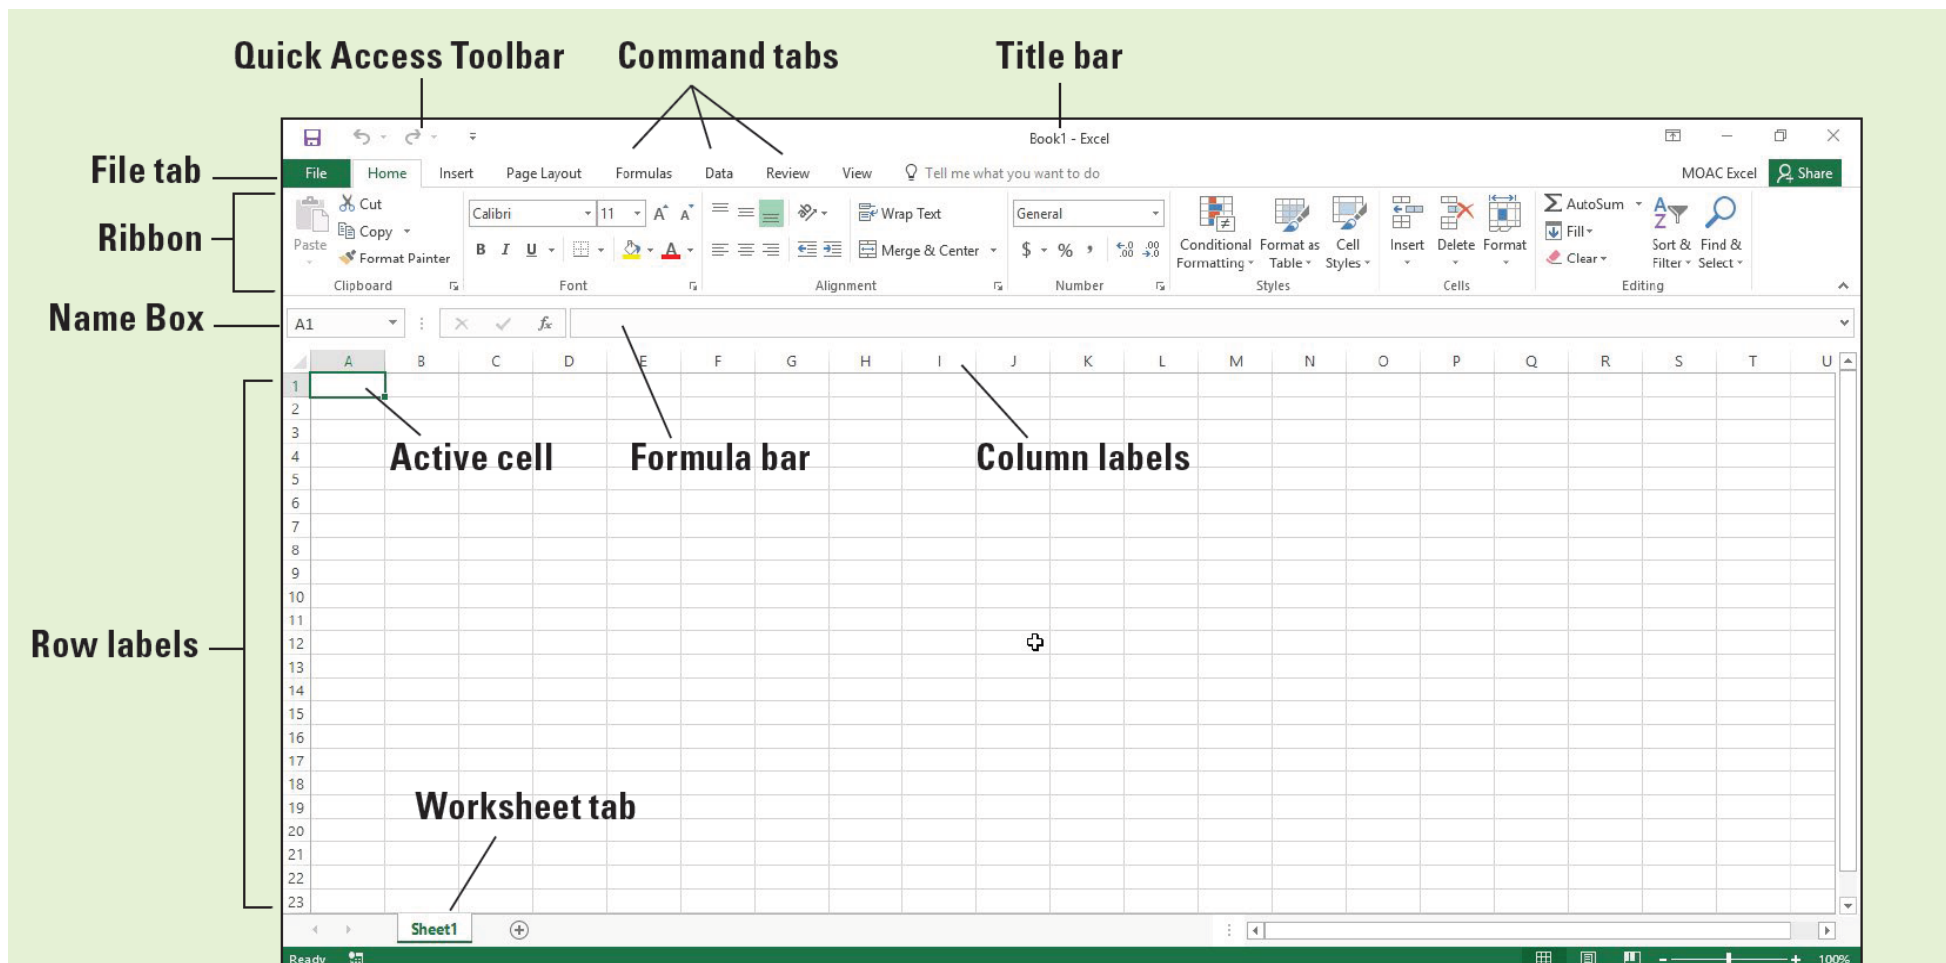 Quick Access Toolbar Command tabs Title bar
Book1 - Excel
File tab
File Home Insert Page Layout Formulas Data Review View Tell me what you want to do MOAC Excel Share
Ribbon
Cut Calibri 11 A A Wrap Text General AutoSum
Paste Copy Fill
Format Painter B I U A Merge & Center $ % , .0 .00 .00 .0 Clear
Conditional Formatting Format as Table Cell Styles Insert Delete Format Sort & Filter Find & Select
Clipboard Font Alignment Number Styles Cells Editing
Name Box
A1 fx
A B C D E F G H I J K L M N O P Q R S T U
1
2
3
4
Active cell Formula bar Column labels
5
6
7
8
9
10
11
12
Row labels
13
14
15
16
17
18
19
Worksheet tab
20
21
22
23
Sheet1
Ready 100%